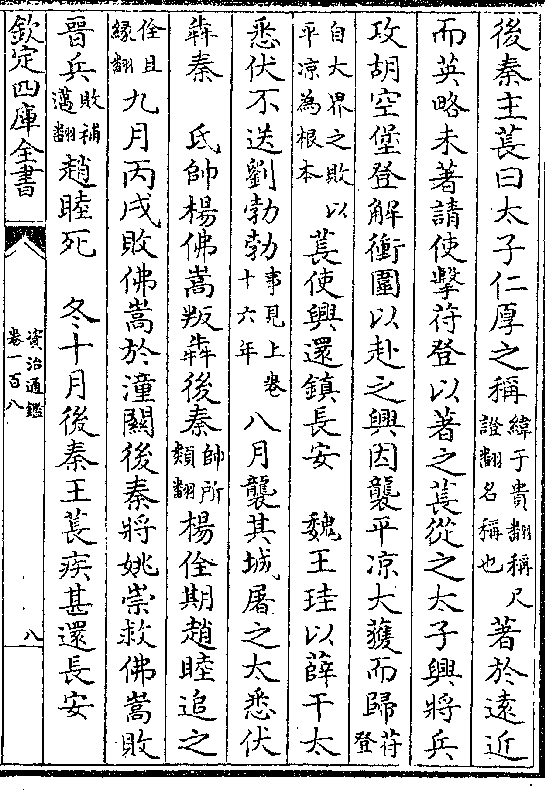 後秦主萇曰太子仁厚之稱緯于貴翻稱尺證翻名稱也著於遠近
而英略未著請使擊苻登以著之萇從之太子興將兵
攻胡空堡登解衝圍以赴之興因襲平凉大獲而歸苻登
自大界之敗以平凉為根本萇使興還鎮長安 魏王珪以薛干太
悉伏不送劉勃勃事見上卷十六年八月襲其城屠之太悉伏
犇秦 氐帥楊佛嵩叛犇後秦帥所類翻楊佺期趙睦追之
佺且緣翻九月丙戌敗佛嵩於潼關後秦將姚崇救佛嵩敗
晉兵敗補邁翻趙睦死 冬十月後秦王萇疾甚還長安
欽定四庫全書
資治通鑑
卷一百八
八